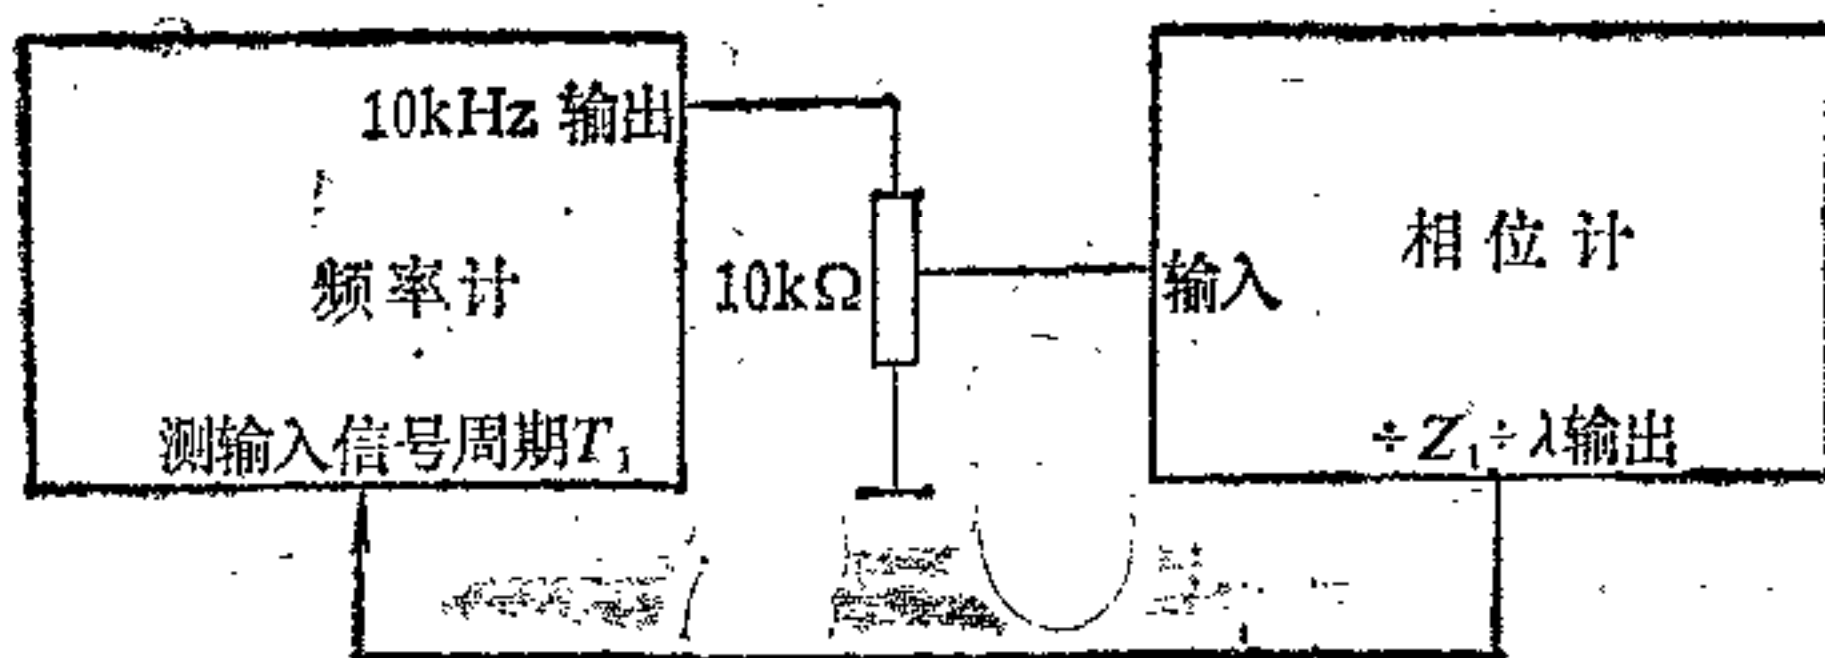 10kHz 输出
频率计
测输入信号周期T₁
10kΩ
输入
相位计
÷Z₁÷λ输出